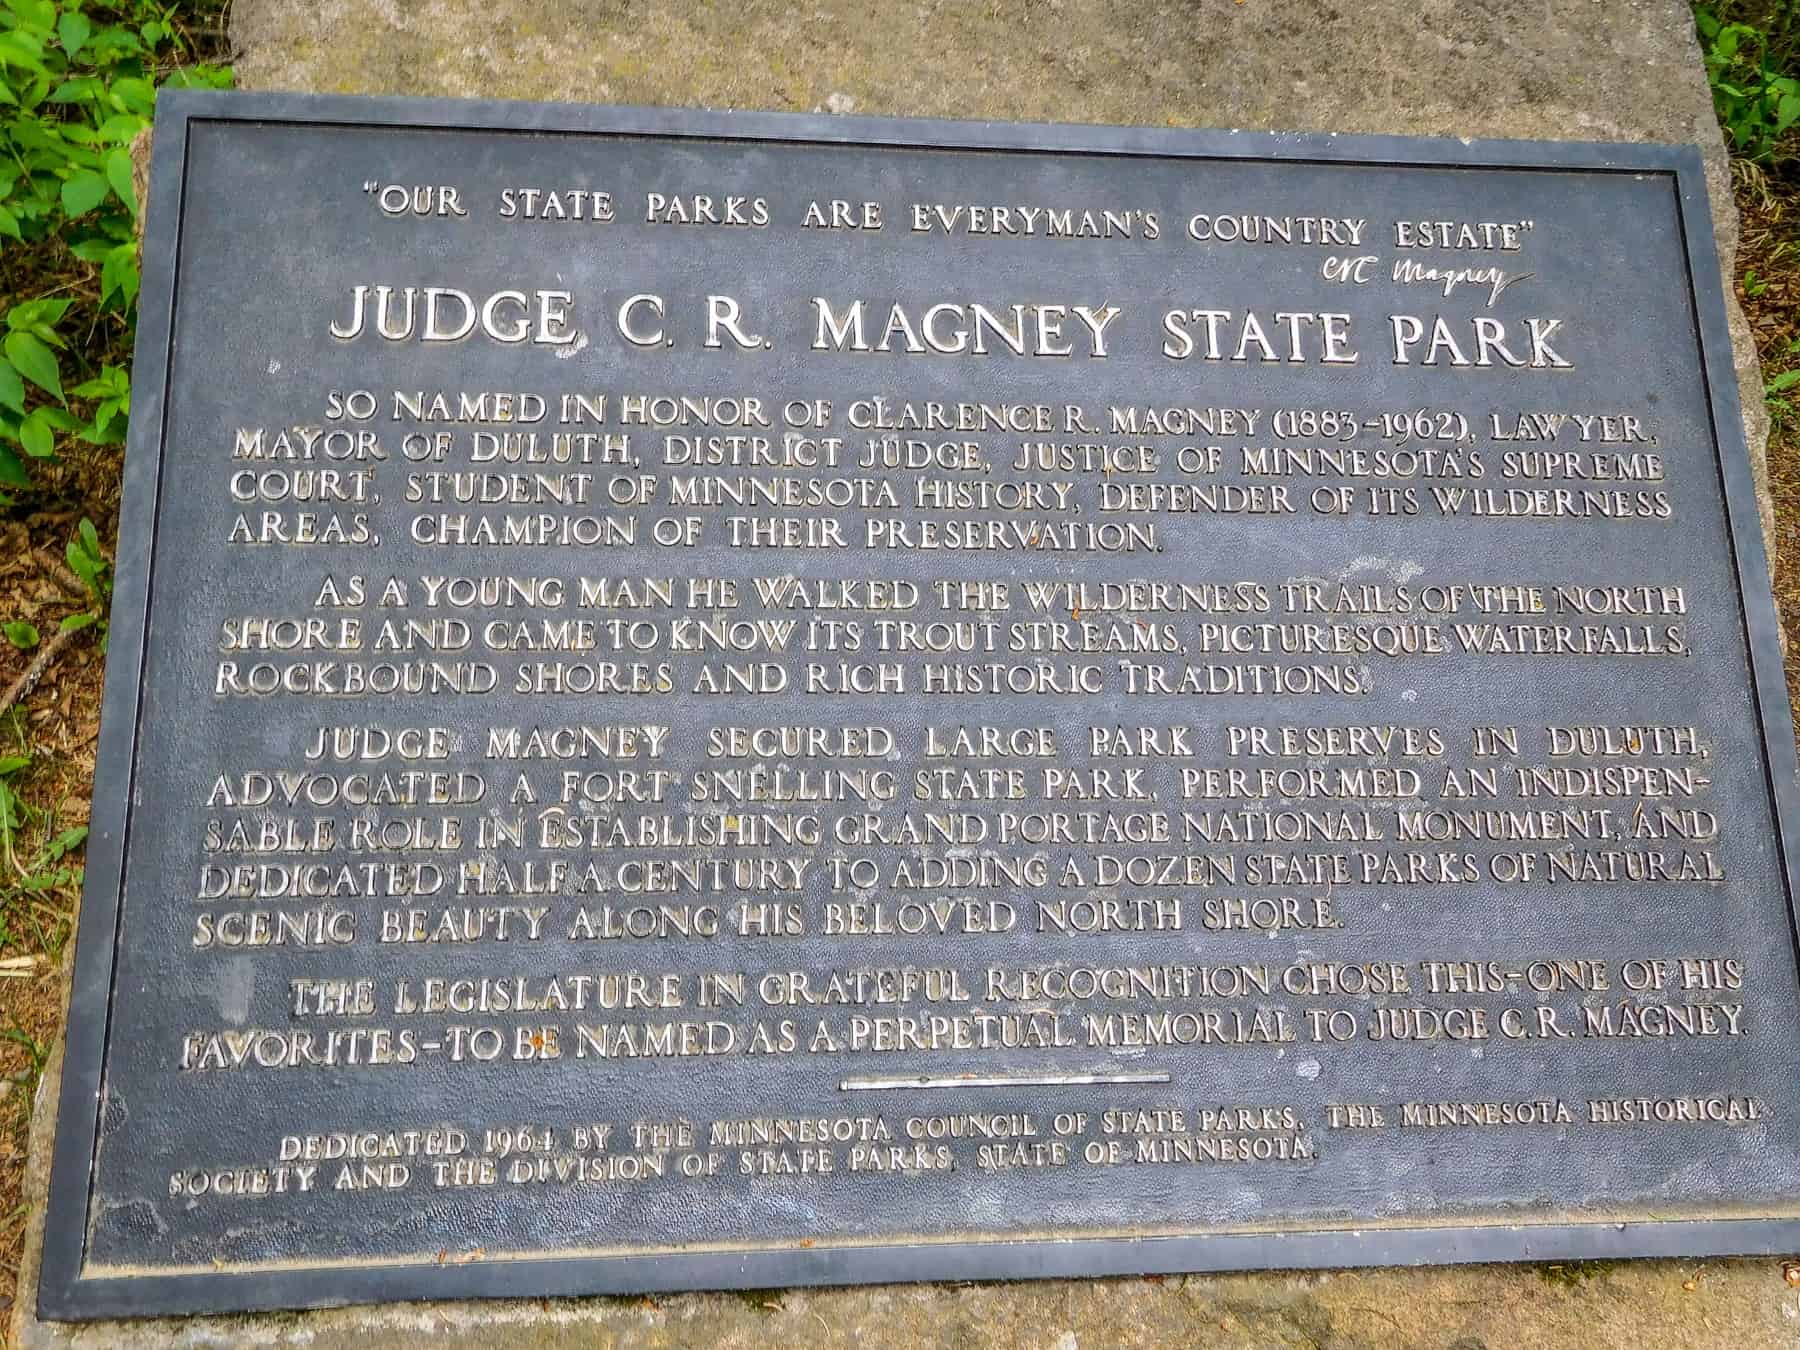 "OUR STATE PARKS ARE EVERYMAN'S COUNTRY ESTATE"
CR Magney
JUDGE C. R. MAGNEY STATE PARK
SO NAMED IN HONOR OF CLARENCE R. MAGNEY (1883-1962), LAWYER,
MAYOR OF DULUTH, DISTRICT JUDGE, JUSTICE OF MINNESOTA'S SUPREME
COURT, STUDENT OF MINNESOTA HISTORY, DEFENDER OF ITS WILDERNESS
AREAS, CHAMPION OF THEIR PRESERVATION.
AS A YOUNG MAN HE WALKED THE WILDERNESS TRAILS OF THE NORTH
SHORE AND CAME TO KNOW ITS TROUT STREAMS, PICTURESQUE WATERFALLS,
ROCKBOUND SHORES AND RICH HISTORIC TRADITIONS.
JUDGE MAGNEY SECURED LARGE PARK PRESERVES IN DULUTH,
ADVOCATED A FORT SNELLING STATE PARK, PERFORMED AN INDISPEN-
SABLE ROLE IN ESTABLISHING GRAND PORTAGE NATIONAL MONUMENT, AND
DEDICATED HALF A CENTURY TO ADDING A DOZEN STATE PARKS OF NATURAL
SCENIC BEAUTY ALONG HIS BELOVED NORTH SHORE.
THE LEGISLATURE IN GRATEFUL RECOGNITION CHOSE THIS-ONE OF HIS
FAVORITES-TO BE NAMED AS A PERPETUAL MEMORIAL TO JUDGE C.R. MAGNEY.
DEDICATED 1964 BY THE MINNESOTA COUNCIL OF STATE PARKS, THE MINNESOTA HISTORICAL
SOCIETY AND THE DIVISION OF STATE PARKS, STATE OF MINNESOTA.